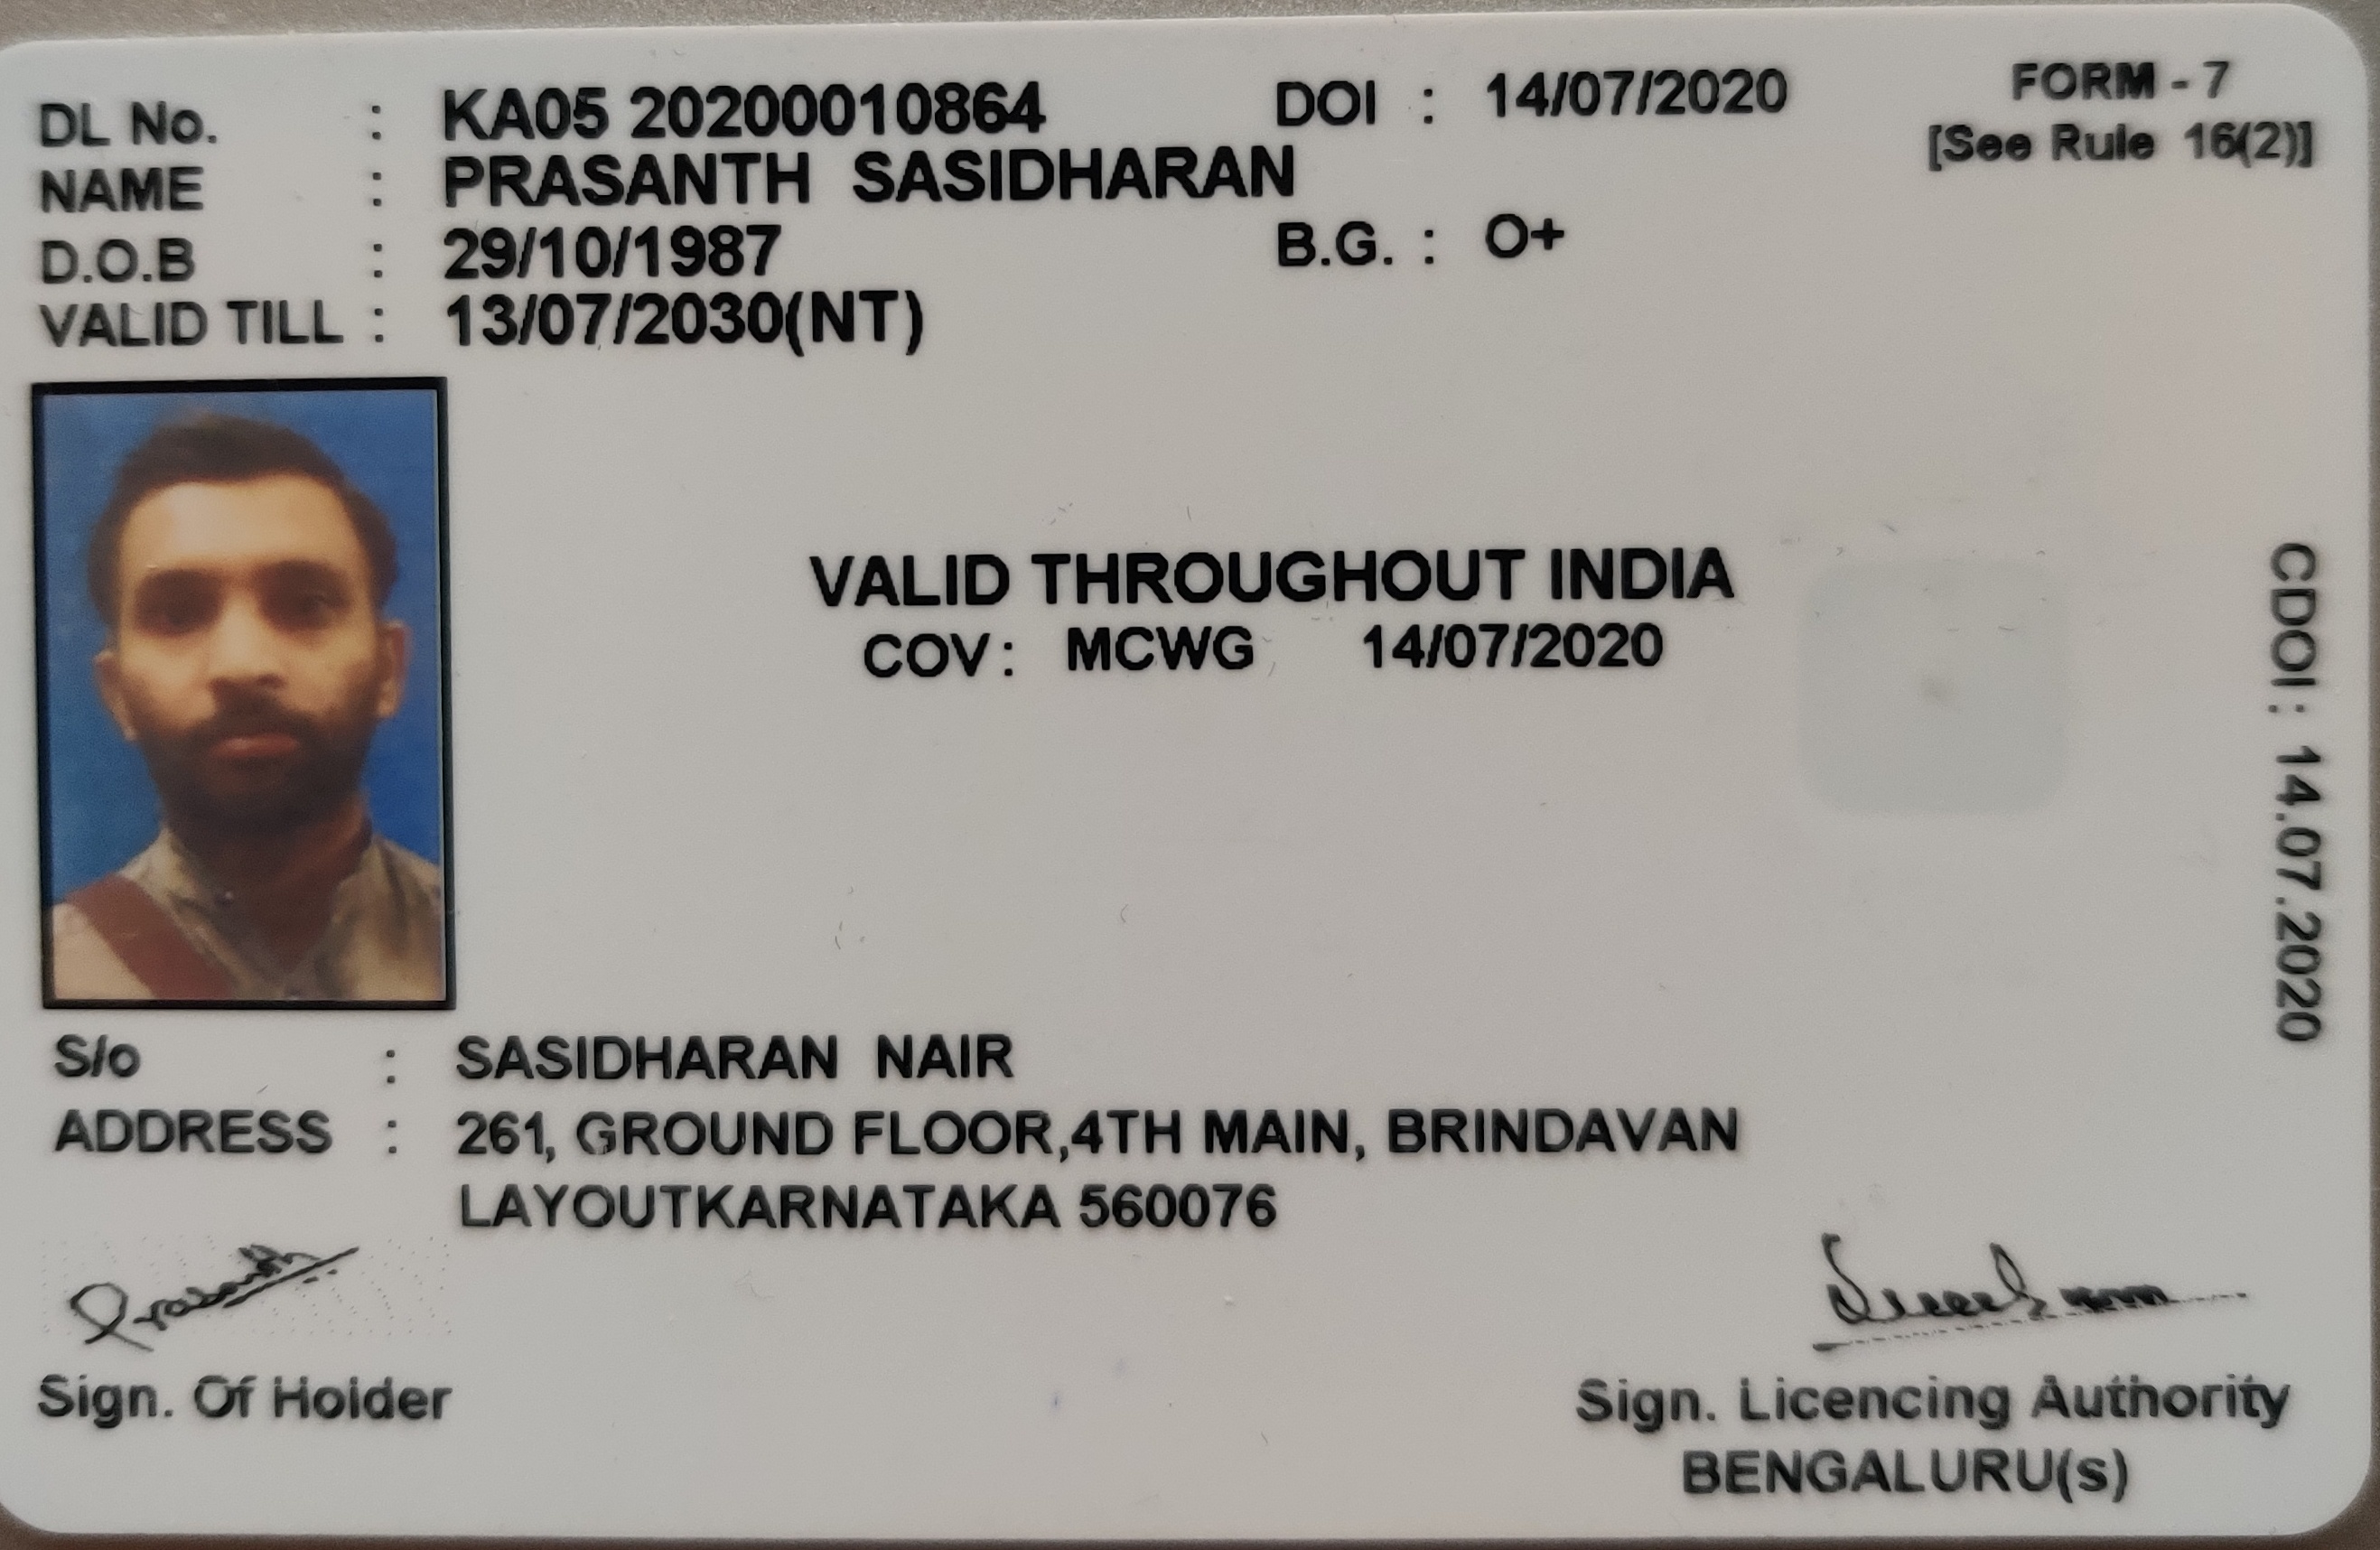 DL No. : KA05 20200010864 DOI : 14/07/2020 FORM - 7
[See Rule 16(2)]
NAME : PRASANTH SASIDHARAN
D.O.B : 29/10/1987 B.G. : O+
VALID TILL : 13/07/2030(NT)
VALID THROUGHOUT INDIA
COV : MCWG 14/07/2020
CDOI : 14.07.2020
S/o : SASIDHARAN NAIR
ADDRESS : 261, GROUND FLOOR,4TH MAIN, BRINDAVAN
LAYOUTKARNATAKA 560076
Prasanth
Sign. Of Holder
Sign. Licencing Authority
BENGALURU(s)